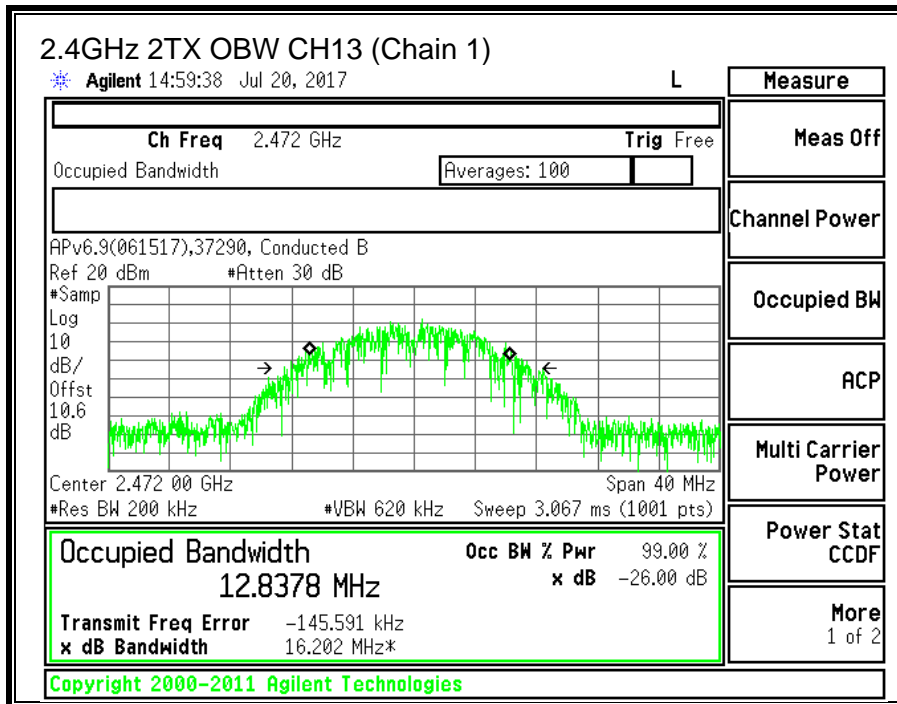 2.4GHz 2TX OBW CH13 (Chain 1)
Agilent 14:59:38 Jul 20, 2017 L
Measure
Ch Freq 2.472 GHz Trig Free
Occupied Bandwidth Averages: 100
APv6.9(061517),37290, Conducted B
Ref 20 dBm #Atten 30 dB
#Samp
Log
10
dB/
Offst
10.6
dB
Center 2.472 00 GHz Span 40 MHz
#Res BW 200 kHz #VBW 620 kHz Sweep 3.067 ms (1001 pts)
Occupied Bandwidth Occ BW % Pwr 99.00 %
12.8378 MHz x dB -26.00 dB
Transmit Freq Error -145.591 kHz
x dB Bandwidth 16.202 MHz*
Meas Off
Channel Power
Occupied BW
ACP
Multi Carrier
Power
Power Stat
CCDF
More
1 of 2
Copyright 2000-2011 Agilent Technologies